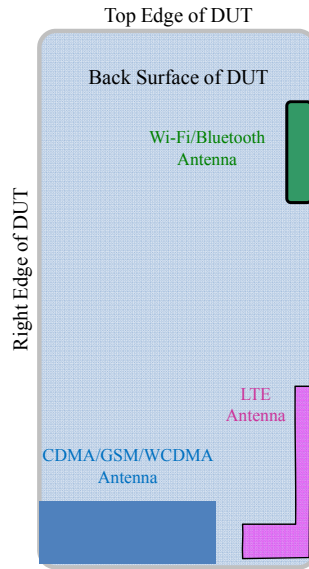 Top Edge of DUT
Back Surface of DUT
Wi-Fi/Bluetooth
Antenna
Right Edge of DUT
LTE
Antenna
CDMA/GSM/WCDMA
Antenna